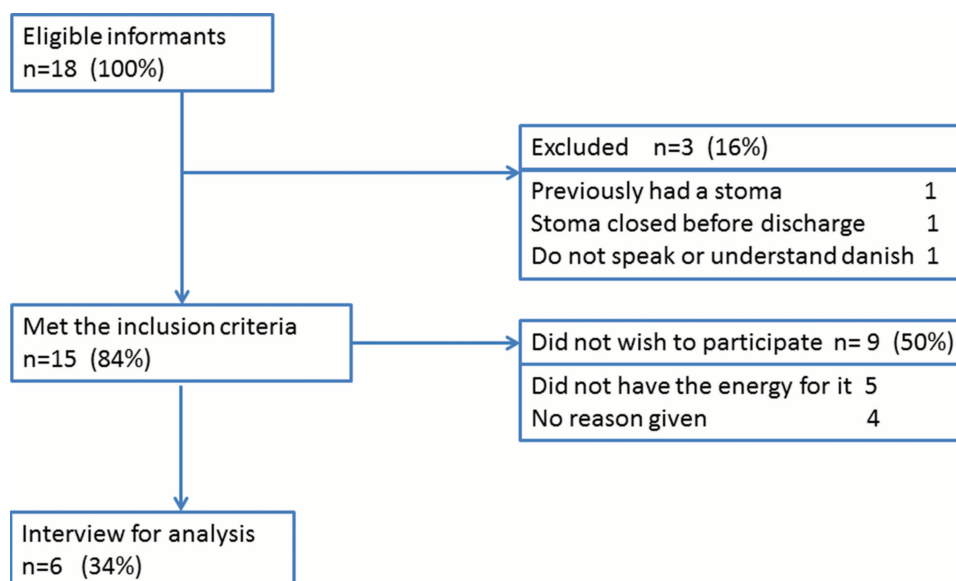 Eligible informants
n=18 (100%)
Excluded n=3 (16%)
Previously had a stoma 1
Stoma closed before discharge 1
Do not speak or understand danish 1
Met the inclusion criteria
n=15 (84%)
Did not wish to participate n= 9 (50%)
Did not have the energy for it 5
No reason given 4
Interview for analysis
n=6 (34%)